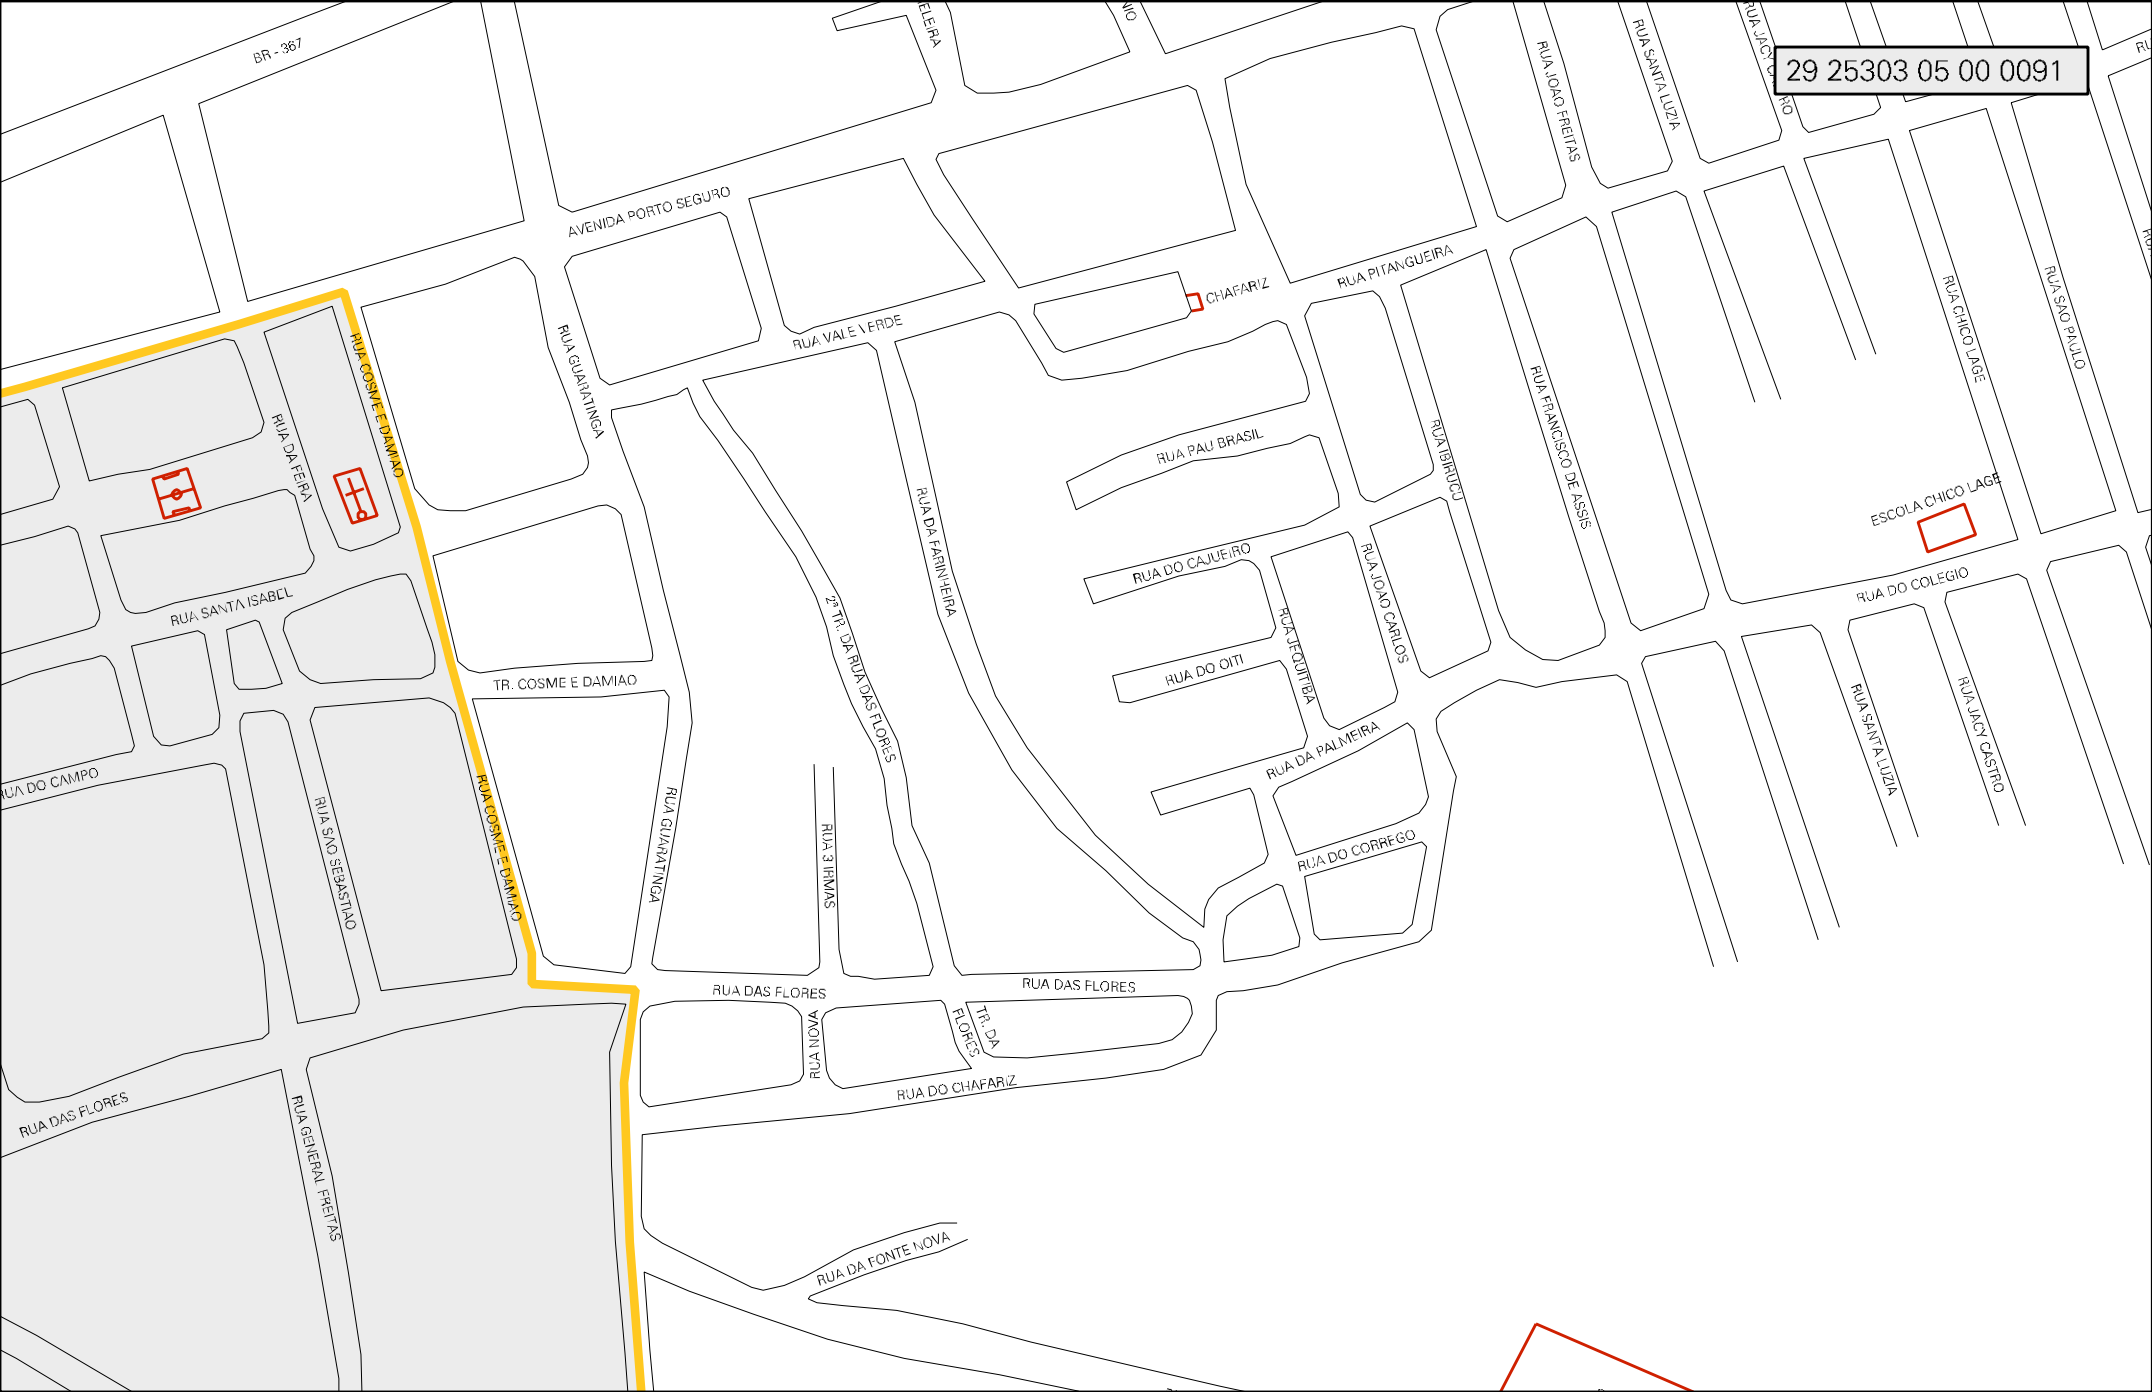 BR - 367
29 25303 05 00 0091
RUA JOAO FREITAS
RUA SANTA LUZIA
AVENIDA PORTO SEGURO
RUA PITANGUEIRA
CHAFARIZ
RUA CHICO LAGE
RUA SAO PAULO
RUA VALE VERDE
RUA GUARATINGA
RUA COSME E DAMIAO
RUA DA FEIRA
RUA PAU BRASIL
RUA IBIRUCU
RUA FRANCISCO DE ASSIS
ESCOLA CHICO LAGE
RUA DA FARINHEIRA
RUA DO CAJUEIRO
RUA JOAO CARLOS
RUA DO COLEGIO
RUA SANTA ISABEL
2ª TR. DA RUA DAS FLORES
RUA JEQUITIBA
RUA DO OITI
TR. COSME E DAMIAO
RUA DA PALMEIRA
RUA SANTA LUZIA
RUA JACY CASTRO
RUA DO CAMPO
RUA COSME E DAMIAO
RUA SAO SEBASTIAO
RUA GUARATINGA
RUA 3 IRMAS
RUA DO CORREGO
RUA DAS FLORES
RUA DAS FLORES
RUA NOVA
TR. DA
FLORES
RUA DO CHAFARIZ
RUA DAS FLORES
RUA GENERAL FREITAS
RUA DA FONTE NOVA